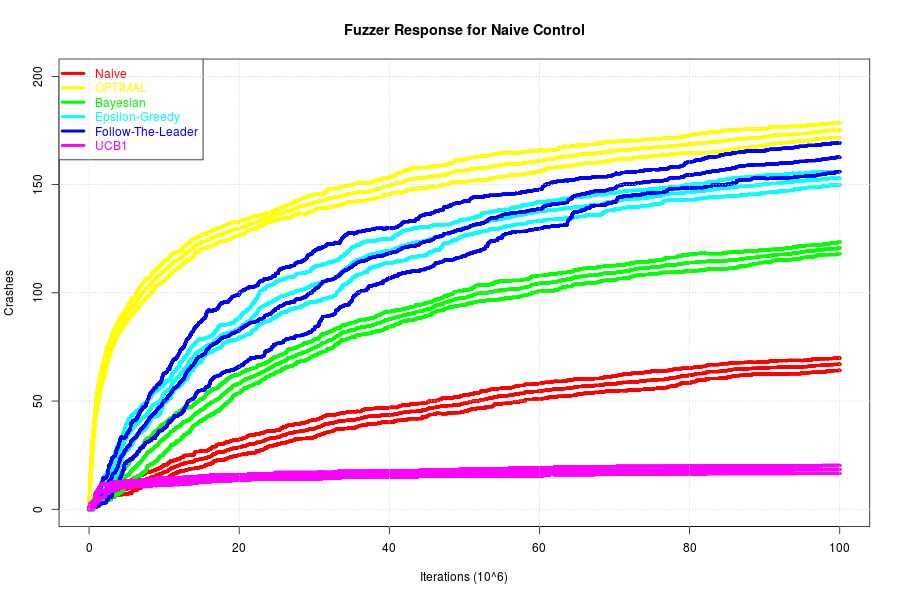 Fuzzer Response for Naive Control
200
150
100
50
0
Crashes
Naive
OPTIMAL
Bayesian
Epsilon-Greedy
Follow-The-Leader
UCB1
0 20 40 60 80 100
Iterations (10^6)